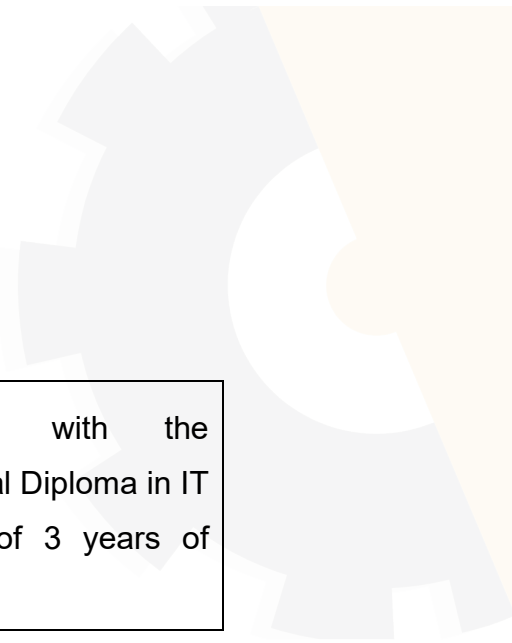 with the
al Diploma in IT
of 3 years of